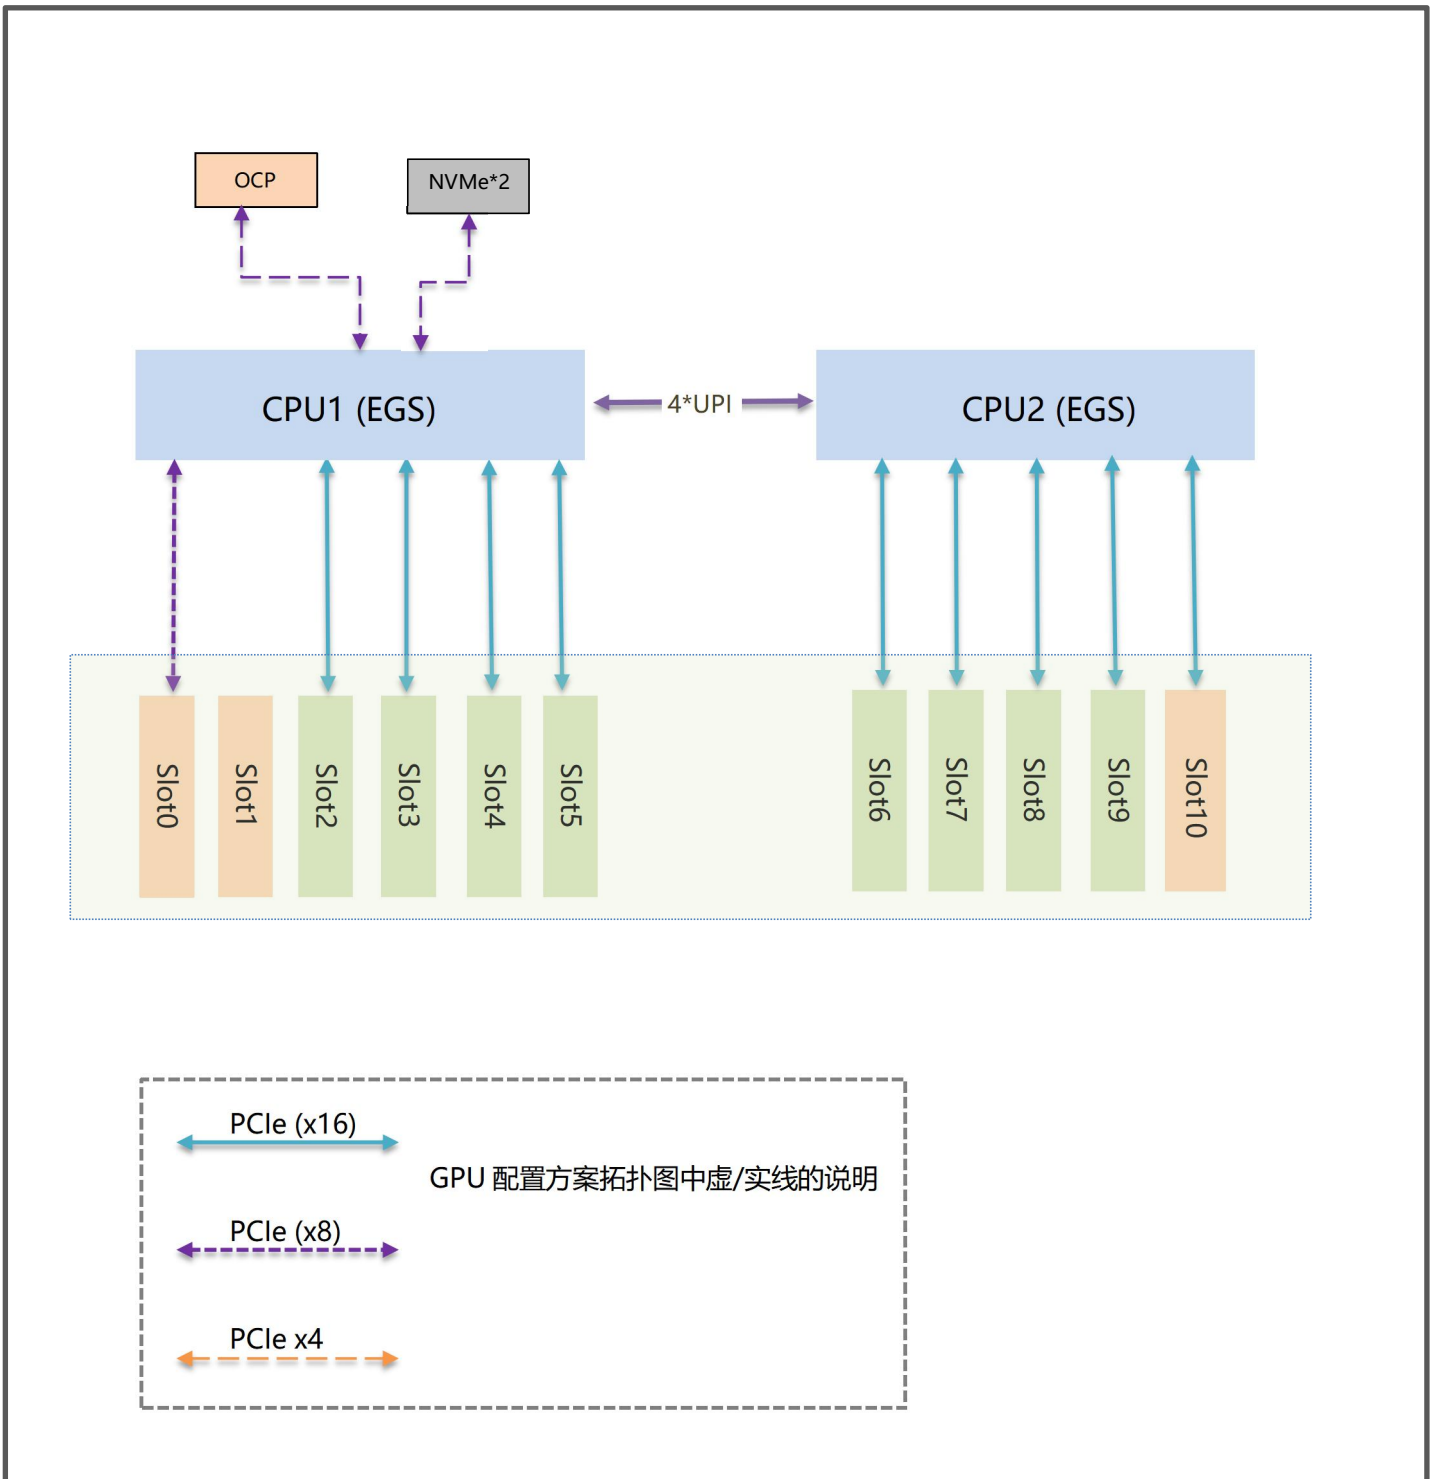 OCP
NVMe*2
CPU1 (EGS)
4*UPI
CPU2 (EGS)
Slot0
Slot1
Slot2
Slot3
Slot4
Slot5
Slot6
Slot7
Slot8
Slot9
Slot10
PCIe (x16)
GPU 配置方案拓扑图中虚/实线的说明
PCIe (x8)
PCIe x4